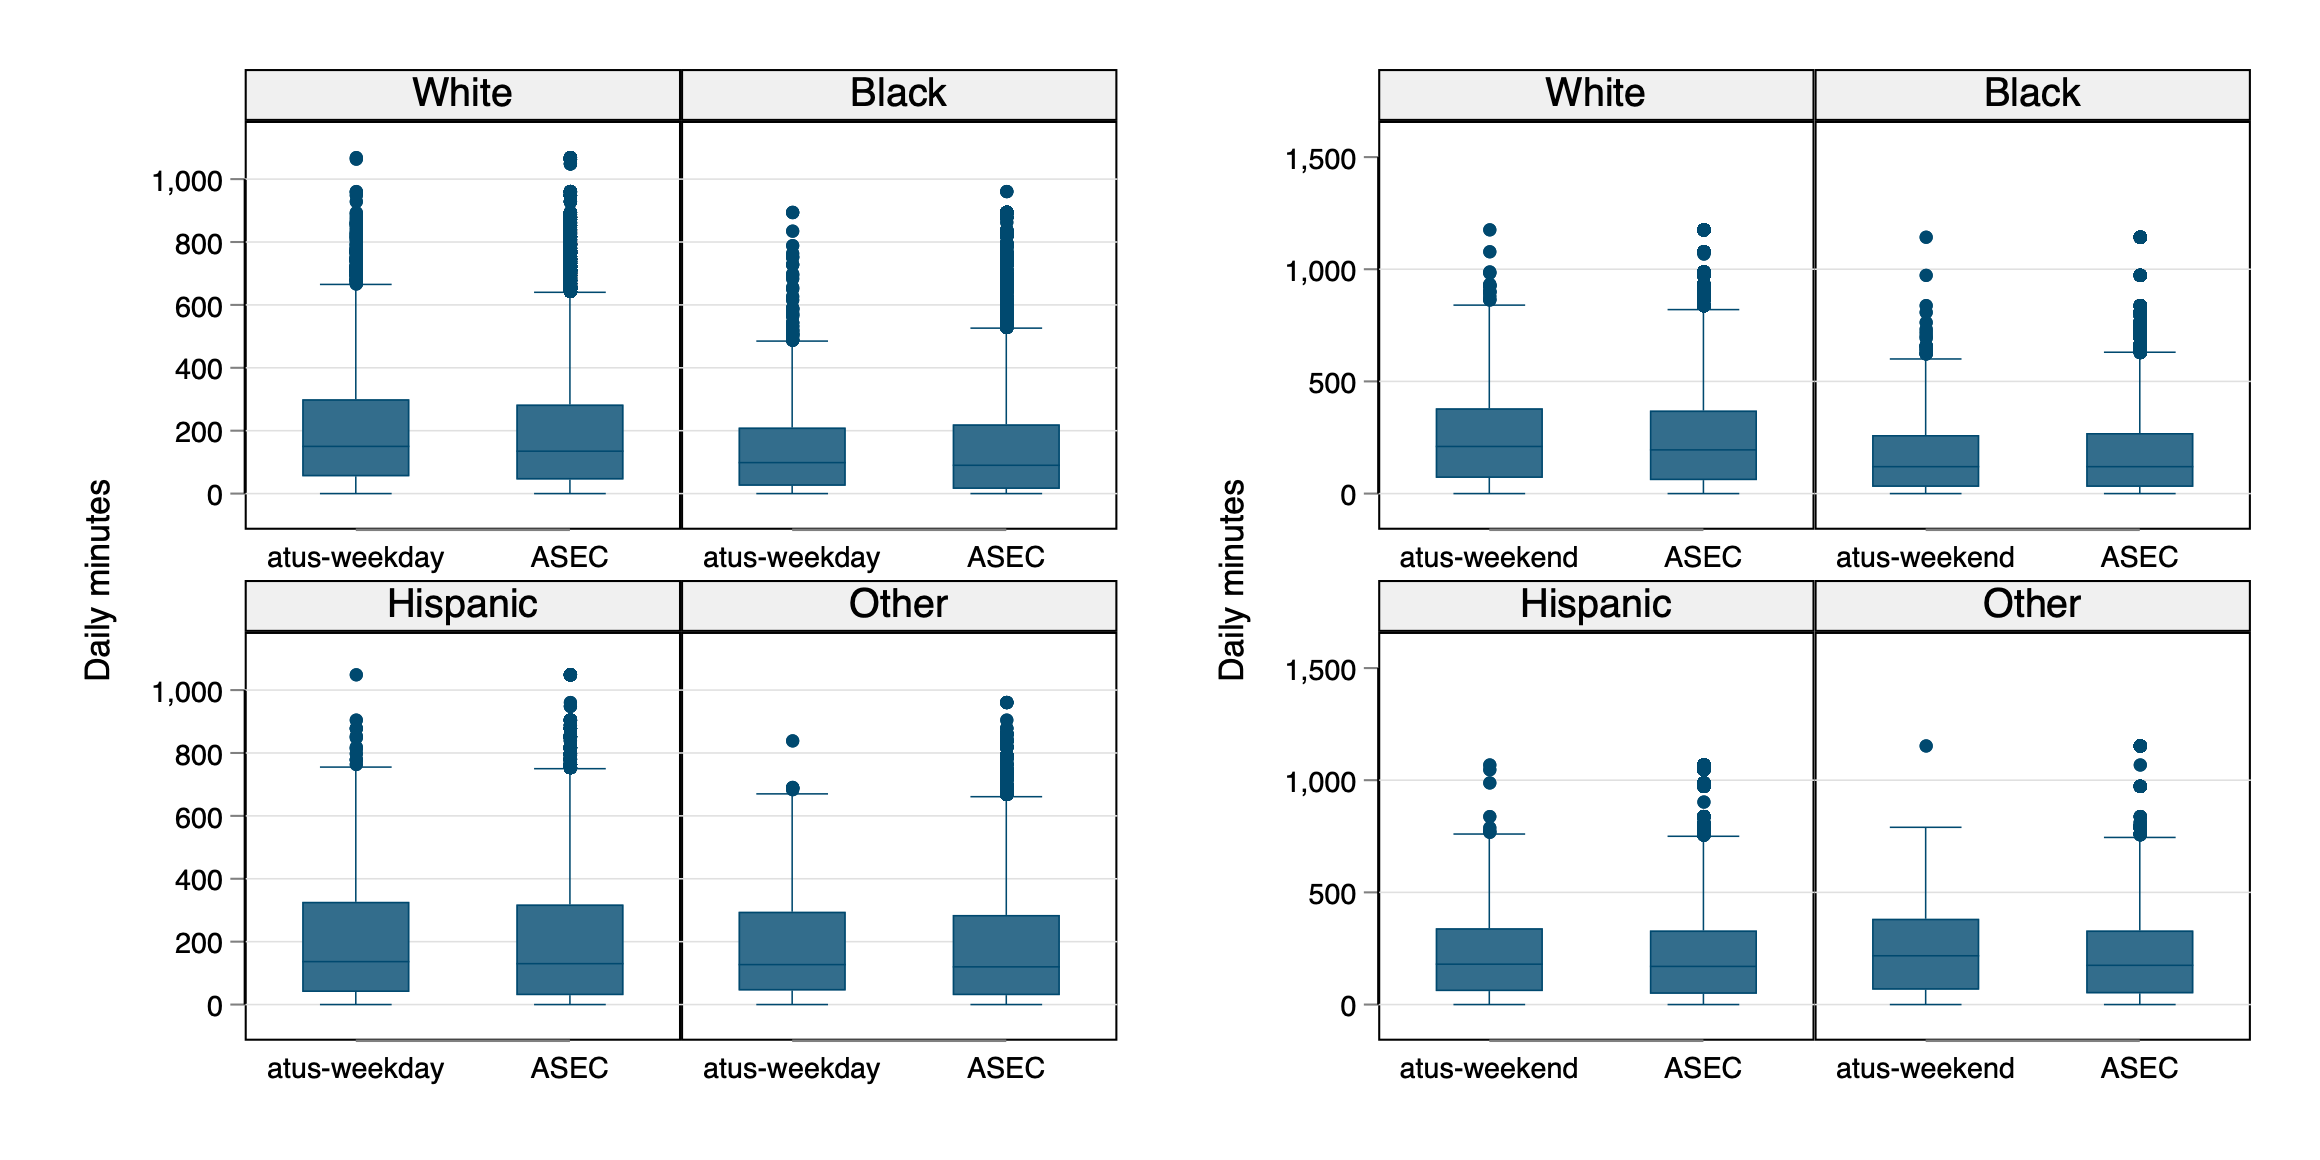 White Black
1,000
800
600
400
200
0
atus-weekday ASEC atus-weekday ASEC
Hispanic Other
1,000
800
600
400
200
0
atus-weekday ASEC atus-weekday ASEC
Daily minutes
White Black
1,500
1,000
500
0
atus-weekend ASEC atus-weekend ASEC
Hispanic Other
1,500
1,000
500
0
atus-weekend ASEC atus-weekend ASEC
Daily minutes